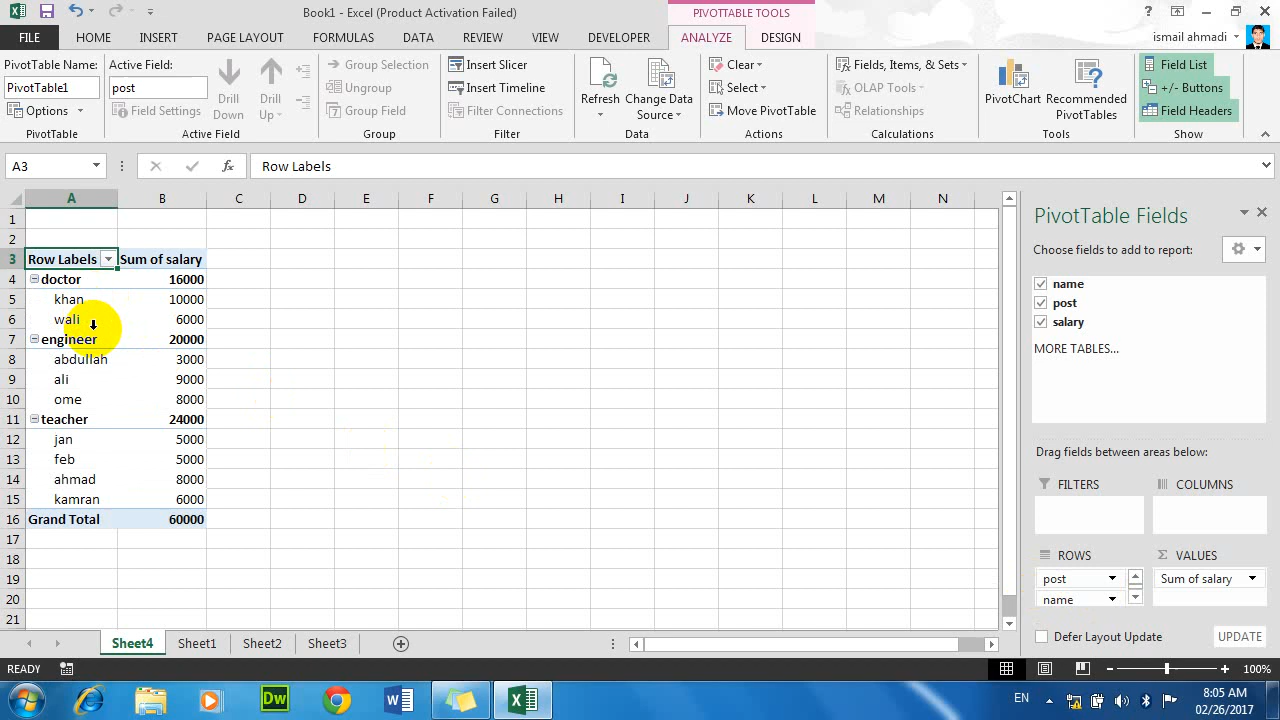 Book1 - Excel (Product Activation Failed)
PIVOTTABLE TOOLS
FILE HOME INSERT PAGE LAYOUT FORMULAS DATA REVIEW VIEW DEVELOPER ANALYZE DESIGN
ismail ahmadi
PivotTable Name:
PivotTable1
Options
PivotTable
Active Field:
post
Field Settings
Drill Down
Drill Up
Active Field
Group Selection
Ungroup
Group Field
Group
Insert Slicer
Insert Timeline
Filter Connections
Filter
Refresh
Change Data Source
Data
Clear
Select
Move PivotTable
Actions
Fields, Items, & Sets
OLAP Tools
Relationships
Calculations
PivotChart
Recommended PivotTables
Tools
Field List
+/- Buttons
Field Headers
Show
A3
fx
Row Labels
A B C D E F G H I J K L M N
1
2
3 Row Labels Sum of salary
4 doctor 16000
5 khan 10000
6 wali 6000
7 engineer 20000
8 abdullah 3000
9 ali 9000
10 ome 8000
11 teacher 24000
12 jan 5000
13 feb 5000
14 ahmad 8000
15 kamran 6000
16 Grand Total 60000
17
18
19
20
21
PivotTable Fields
Choose fields to add to report:
name
post
salary
MORE TABLES...
Drag fields between areas below:
FILTERS
COLUMNS
ROWS
VALUES
post
name
Sum of salary
Defer Layout Update
UPDATE
Sheet4 Sheet1 Sheet2 Sheet3
READY
100%
Dw
EN
8:05 AM
02/26/2017